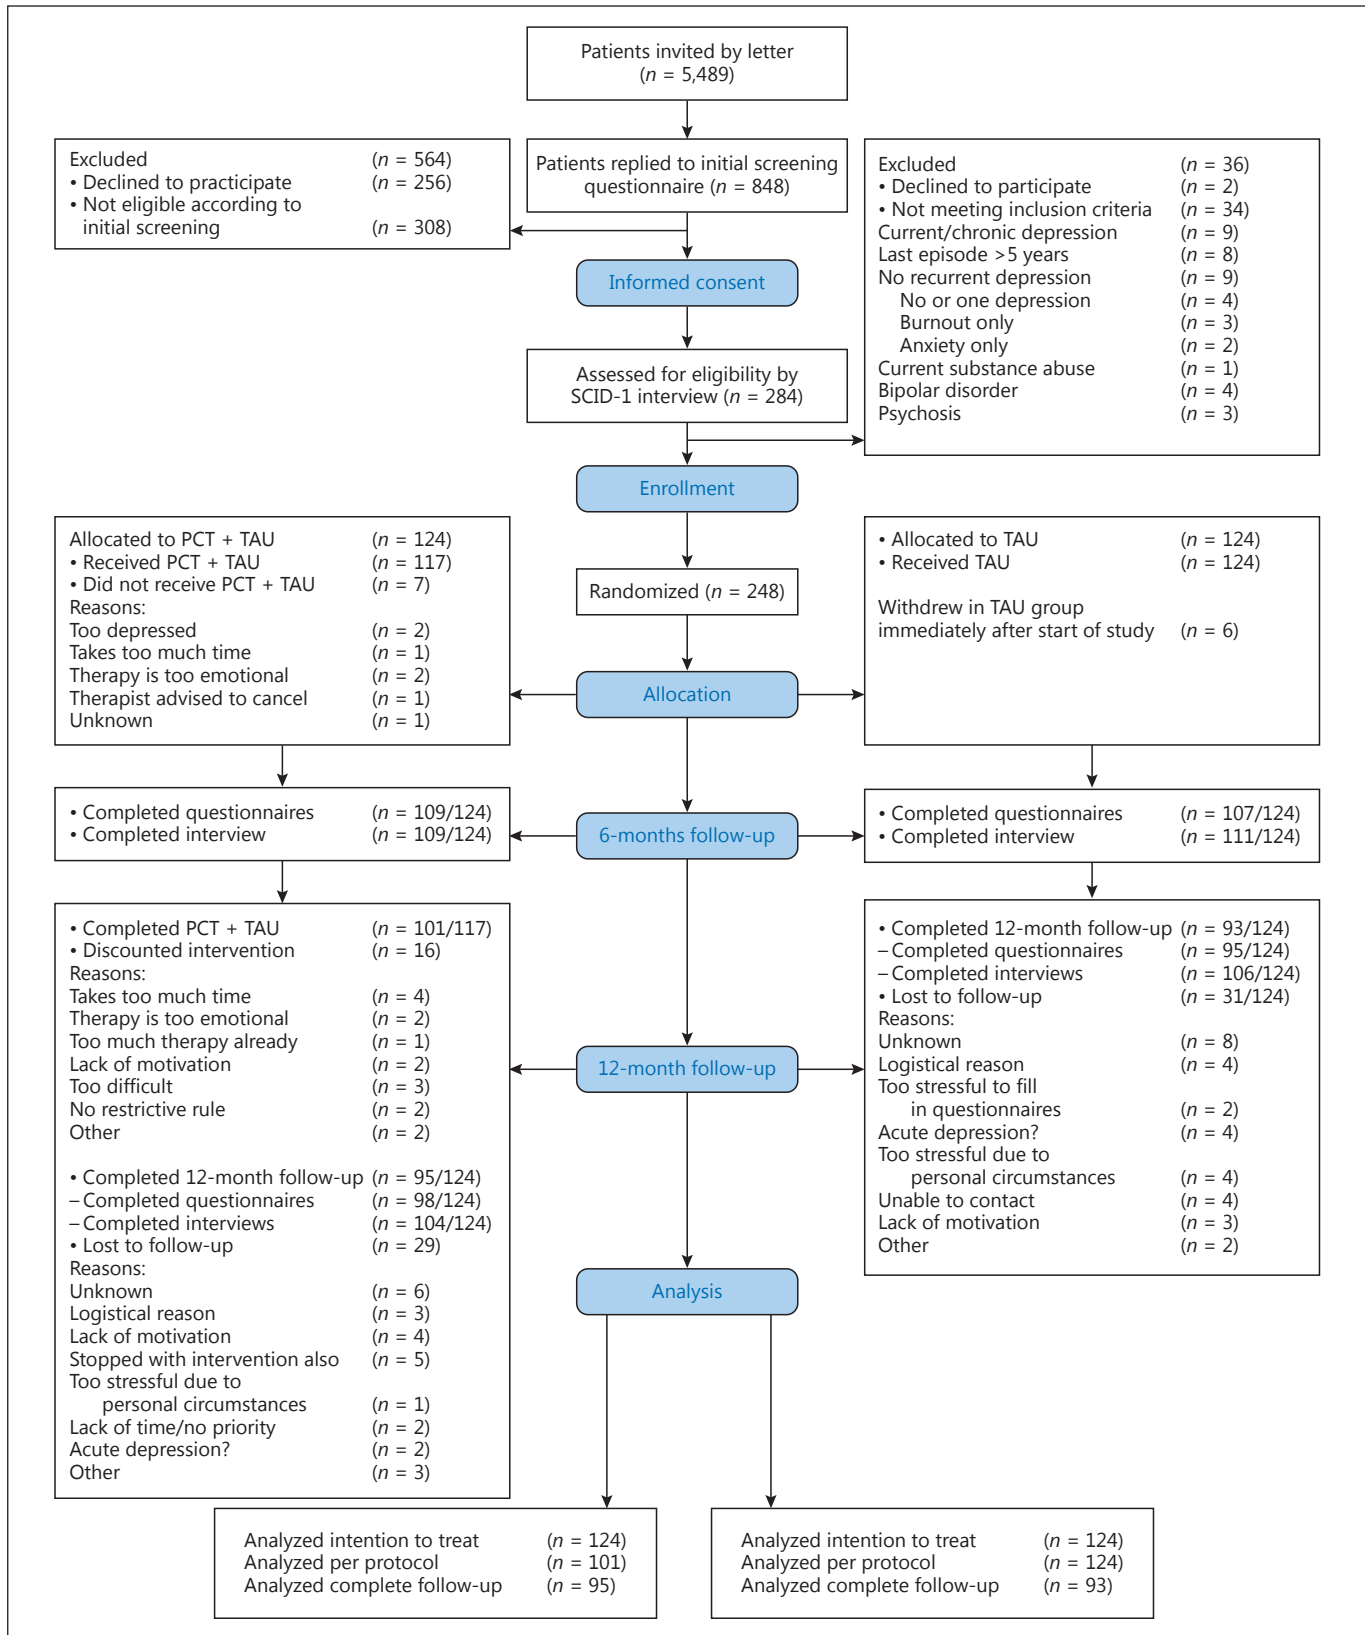 Patients invited by letter
(n = 5,489)
Excluded (n = 564)
• Declined to practicipate (n = 256)
• Not eligible according to
initial screening (n = 308)
Patients replied to initial screening
questionnaire (n = 848)
Excluded (n = 36)
• Declined to participate (n = 2)
• Not meeting inclusion criteria (n = 34)
Current/chronic depression (n = 9)
Last episode >5 years (n = 8)
No recurrent depression (n = 9)
No or one depression (n = 4)
Burnout only (n = 3)
Anxiety only (n = 2)
Current substance abuse (n = 1)
Bipolar disorder (n = 4)
Psychosis (n = 3)
Informed consent
Assessed for eligibility by
SCID-1 interview (n = 284)
Enrollment
Randomized (n = 248)
Allocated to PCT + TAU (n = 124)
• Received PCT + TAU (n = 117)
• Did not receive PCT + TAU (n = 7)
Reasons:
Too depressed (n = 2)
Takes too much time (n = 1)
Therapy is too emotional (n = 2)
Therapist advised to cancel (n = 1)
Unknown (n = 1)
Allocation
• Allocated to TAU (n = 124)
• Received TAU (n = 124)
Withdrew in TAU group
immediately after start of study (n = 6)
• Completed questionnaires (n = 109/124)
• Completed interview (n = 109/124)
6-months follow-up
• Completed questionnaires (n = 107/124)
• Completed interview (n = 111/124)
• Completed PCT + TAU (n = 101/117)
• Discounted intervention (n = 16)
Reasons:
Takes too much time (n = 4)
Therapy is too emotional (n = 2)
Too much therapy already (n = 1)
Lack of motivation (n = 2)
Too difficult (n = 3)
No restrictive rule (n = 2)
Other (n = 2)
• Completed 12-month follow-up (n = 95/124)
– Completed questionnaires (n = 98/124)
– Completed interviews (n = 104/124)
• Lost to follow-up (n = 29)
Reasons:
Unknown (n = 6)
Logistical reason (n = 3)
Lack of motivation (n = 4)
Stopped with intervention also (n = 5)
Too stressful due to
personal circumstances (n = 1)
Lack of time/no priority (n = 2)
Acute depression? (n = 2)
Other (n = 3)
12-month follow-up
• Completed 12-month follow-up (n = 93/124)
– Completed questionnaires (n = 95/124)
– Completed interviews (n = 106/124)
• Lost to follow-up (n = 31/124)
Reasons:
Unknown (n = 8)
Logistical reason (n = 4)
Too stressful to fill
in questionnaires (n = 2)
Acute depression? (n = 4)
Too stressful due to
personal circumstances (n = 4)
Unable to contact (n = 4)
Lack of motivation (n = 3)
Other (n = 2)
Analysis
Analyzed intention to treat (n = 124)
Analyzed per protocol (n = 101)
Analyzed complete follow-up (n = 95)
Analyzed intention to treat (n = 124)
Analyzed per protocol (n = 124)
Analyzed complete follow-up (n = 93)